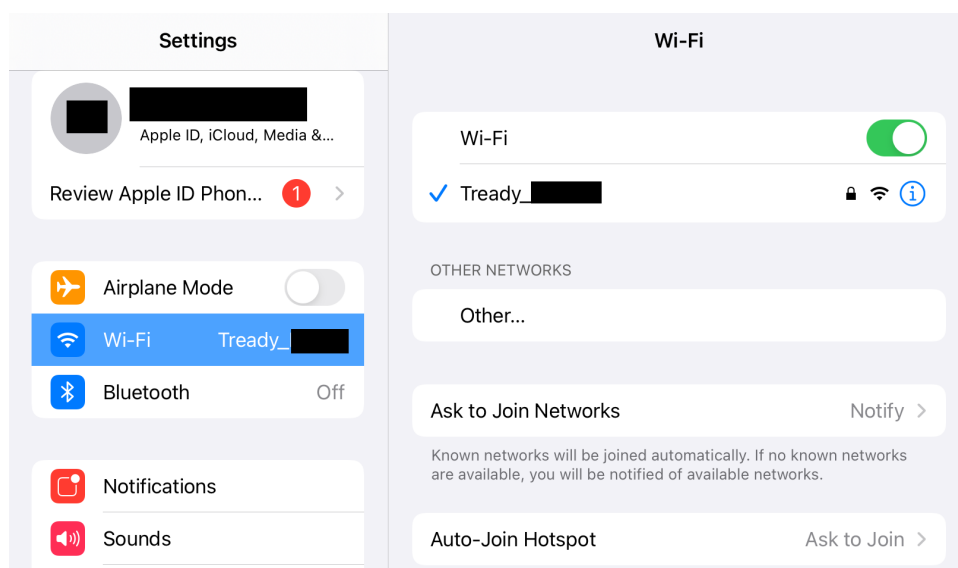 Settings
Apple ID, iCloud, Media &...
Review Apple ID Phon... 1
Airplane Mode
Wi-Fi Tready_
Bluetooth Off
Notifications
Sounds
Wi-Fi
Wi-Fi
Tready_
OTHER NETWORKS
Other...
Ask to Join Networks Notify
Known networks will be joined automatically. If no known networks
are available, you will be notified of available networks.
Auto-Join Hotspot Ask to Join